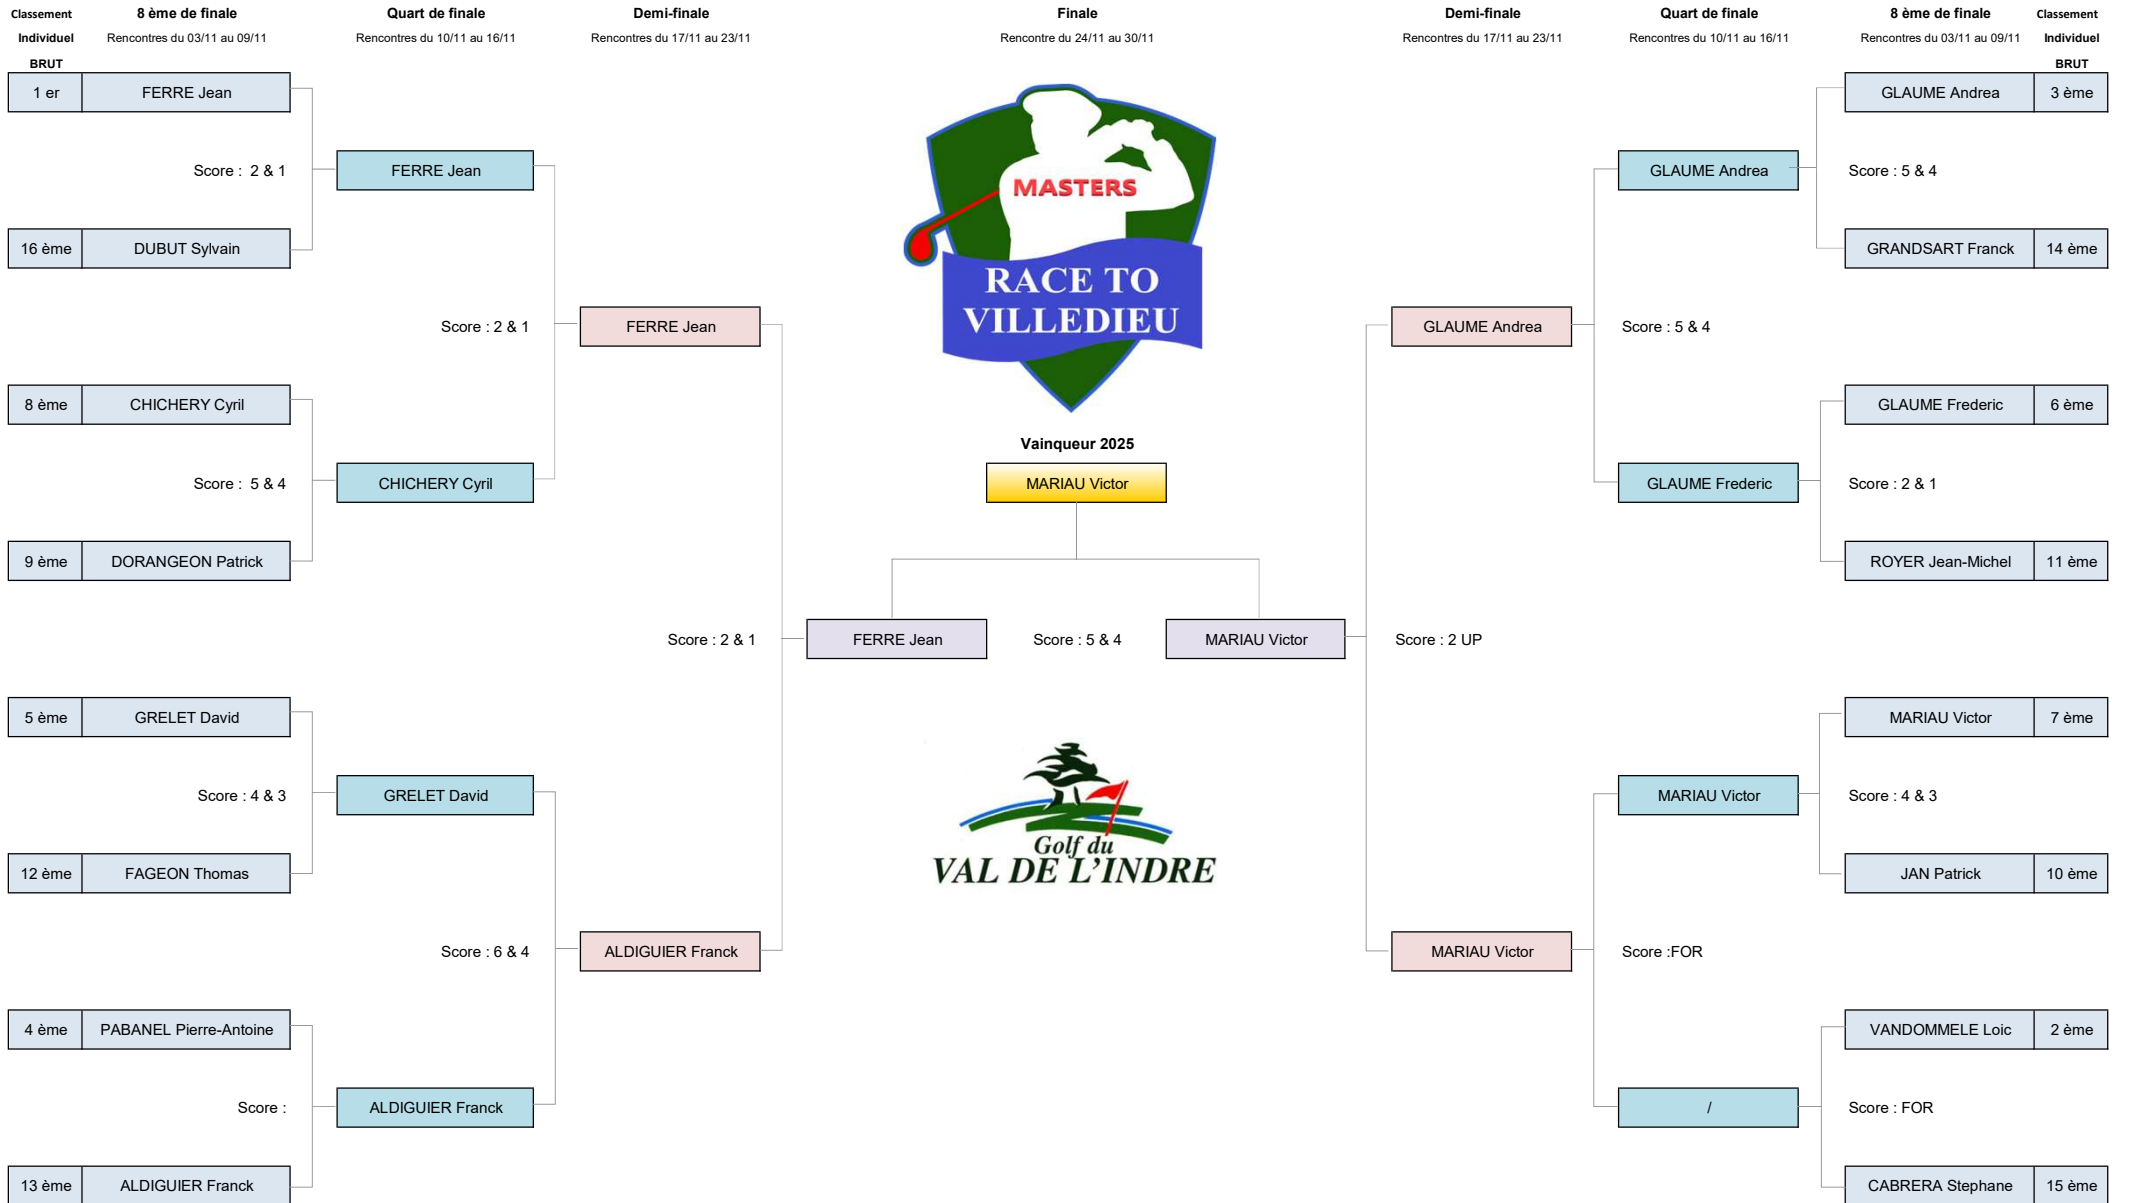 Classement 8 ème de finale Quart de finale Demi-finale Finale Demi-finale Quart de finale 8 ème de finale Classement
Individuel Rencontres du 03/11 au 09/11 Rencontres du 10/11 au 16/11 Rencontres du 17/11 au 23/11 Rencontre du 24/11 au 30/11 Rencontres du 17/11 au 23/11 Rencontres du 10/11 au 16/11 Rencontres du 03/11 au 09/11 Individuel
BRUT BRUT
1 er FERRE Jean GLAUME Andrea 3 ème
Score : 2 & 1 FERRE Jean GLAUME Andrea Score : 5 & 4
MASTERS
16 ème DUBUT Sylvain GRANDSART Franck 14 ème
RACE TO
VILLEDIEU
Score : 2 & 1 FERRE Jean GLAUME Andrea Score : 5 & 4
8 ème CHICHERY Cyril GLAUME Frederic 6 ème
Vainqueur 2025
Score : 5 & 4 CHICHERY Cyril MARIAU Victor GLAUME Frederic Score : 2 & 1
9 ème DORANGEON Patrick ROYER Jean-Michel 11 ème
Score : 2 & 1 FERRE Jean Score : 5 & 4 MARIAU Victor Score : 2 UP
5 ème GRELET David MARIAU Victor 7 ème
Score : 4 & 3 GRELET David MARIAU Victor Score : 4 & 3
Golf du
VAL DE L'INDRE
12 ème FAGEON Thomas JAN Patrick 10 ème
Score : 6 & 4 ALDIGUIER Franck MARIAU Victor Score :FOR
4 ème PABANEL Pierre-Antoine VANDOMMELE Loic 2 ème
Score : ALDIGUIER Franck / Score : FOR
13 ème ALDIGUIER Franck CABRERA Stephane 15 ème